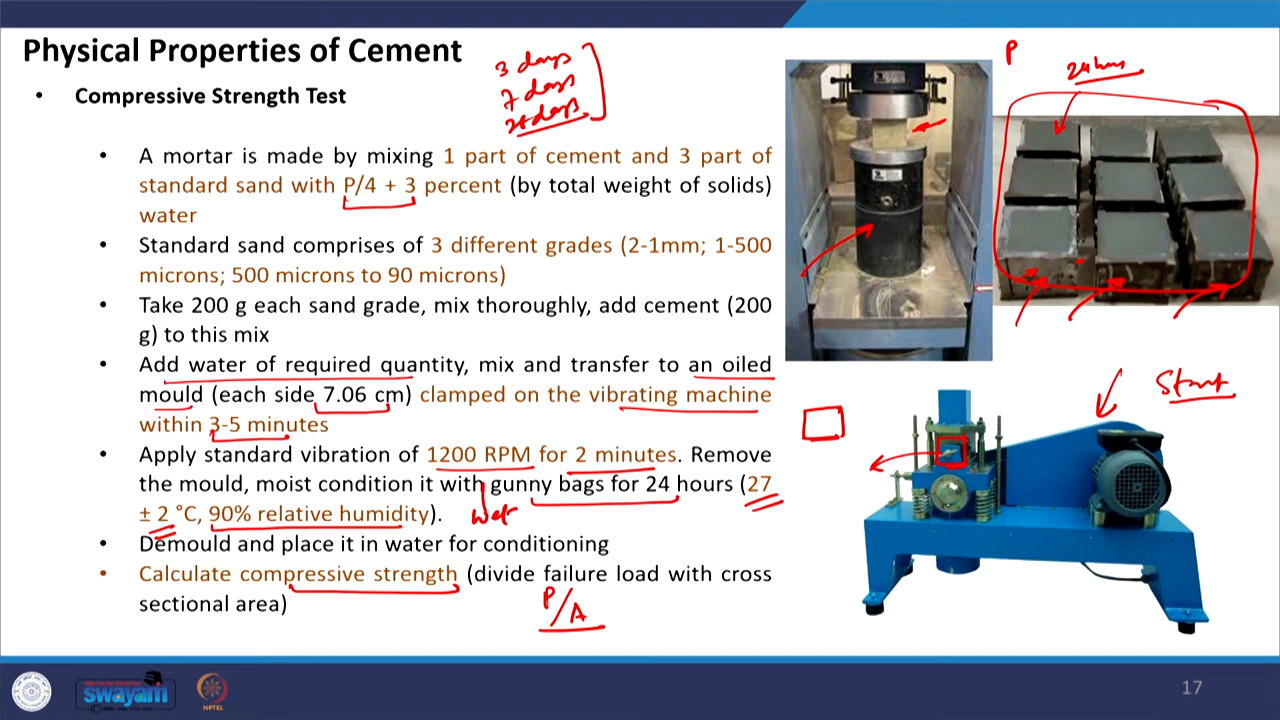 Physical Properties of Cement
3 days
7 days
28 days
P
24 hrs
• Compressive Strength Test
• A mortar is made by mixing 1 part of cement and 3 part of
standard sand with P/4 + 3 percent (by total weight of solids)
water
• Standard sand comprises of 3 different grades (2-1mm; 1-500
microns; 500 microns to 90 microns)
• Take 200 g each sand grade, mix thoroughly, add cement (200
g) to this mix
• Add water of required quantity, mix and transfer to an oiled
mould (each side 7.06 cm) clamped on the vibrating machine
within 3-5 minutes
Start
• Apply standard vibration of 1200 RPM for 2 minutes. Remove
the mould, moist condition it with gunny bags for 24 hours (27
± 2 °C, 90% relative humidity).
wet
• Demould and place it in water for conditioning
• Calculate compressive strength (divide failure load with cross
sectional area)
P/A
swayam
NPTEL
17